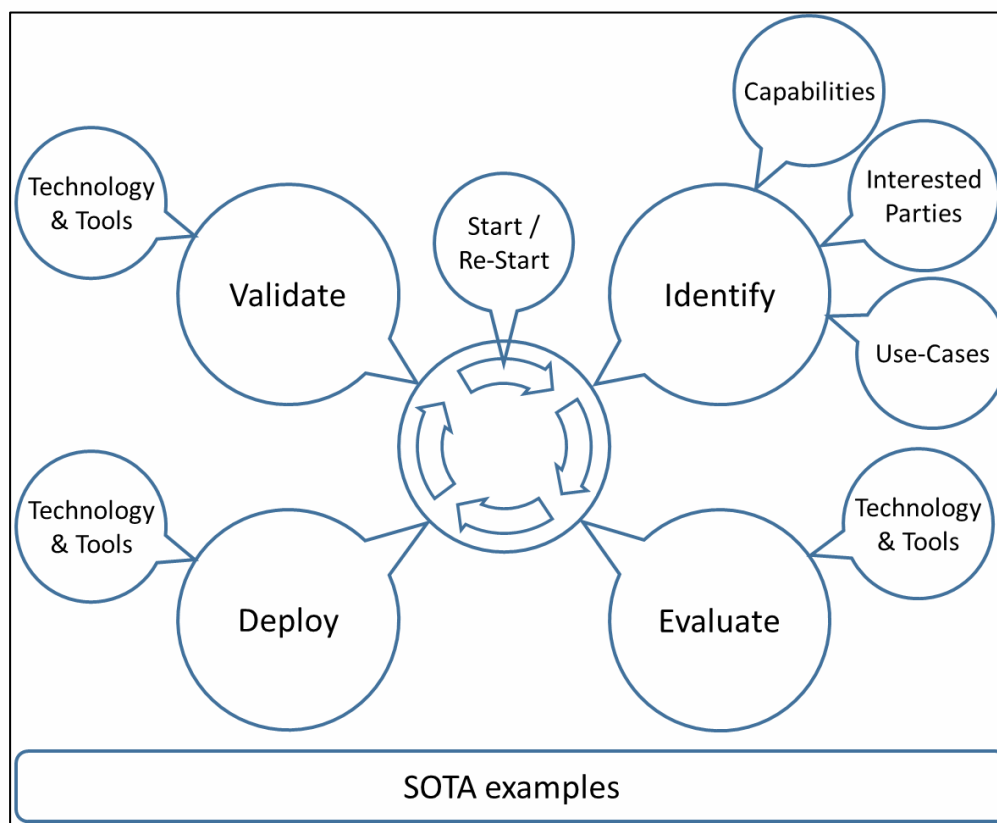 Capabilities
Technology
& Tools
Interested
Parties
Start /
Re-Start
Validate
Identify
Use-Cases
Technology
& Tools
Technology
& Tools
Deploy
Evaluate
SOTA examples